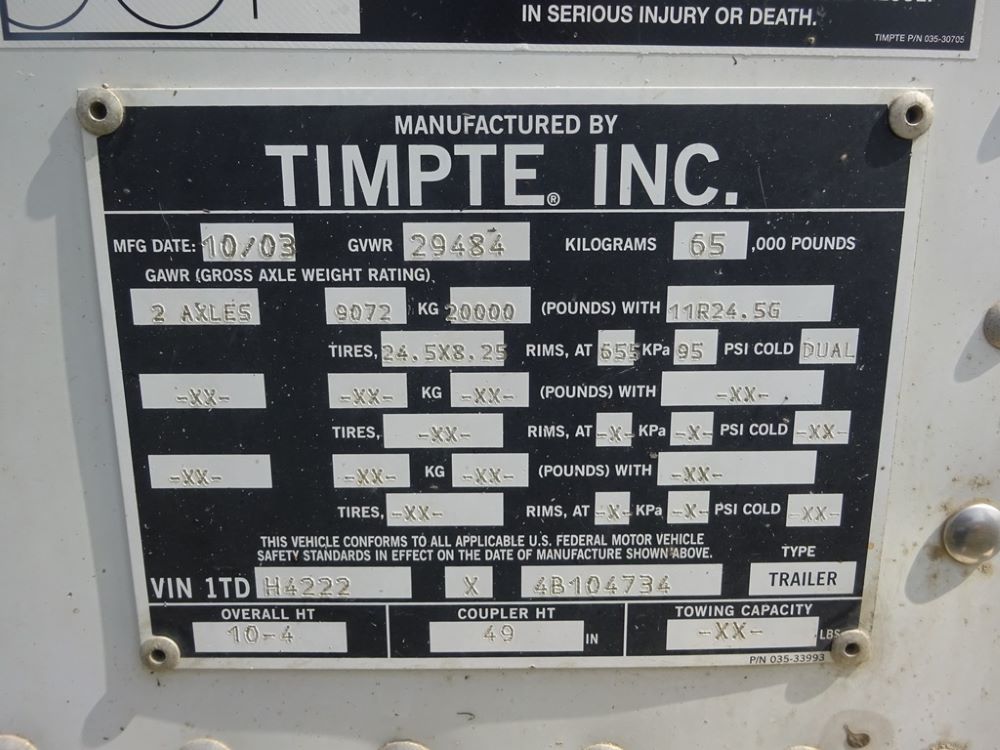 IN SERIOUS INJURY OR DEATH.
TIMPTE P/N 035-30705
MANUFACTURED BY
TIMPTE® INC.
MFG DATE: 10/03 GVWR 29484 KILOGRAMS 65 ,000 POUNDS
GAWR (GROSS AXLE WEIGHT RATING)
2 AXLES 9072 KG 20000 (POUNDS) WITH 11R24.5G
TIRES, 24.5X8.25 RIMS, AT 655 KPa 95 PSI COLD DUAL
-XX- -XX- KG -XX- (POUNDS) WITH -XX-
TIRES, -XX- RIMS, AT -X- KPa -X- PSI COLD -XX-
-XX- -XX- KG -XX- (POUNDS) WITH -XX-
TIRES, -XX- RIMS, AT -X- KPa -X- PSI COLD -XX-
THIS VEHICLE CONFORMS TO ALL APPLICABLE U.S. FEDERAL MOTOR VEHICLE
SAFETY STANDARDS IN EFFECT ON THE DATE OF MANUFACTURE SHOWN ABOVE.
TYPE
VIN 1TD H4222 X 4B104734 TRAILER
OVERALL HT COUPLER HT TOWING CAPACITY
10-4 49 IN -XX- LBS
P/N 035-33993